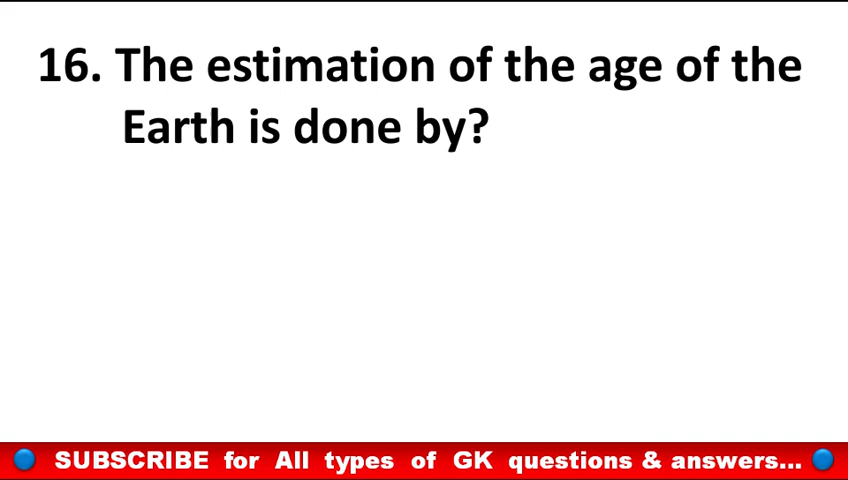 16. The estimation of the age of the
Earth is done by?
SUBSCRIBE for All types of GK questions & answers...